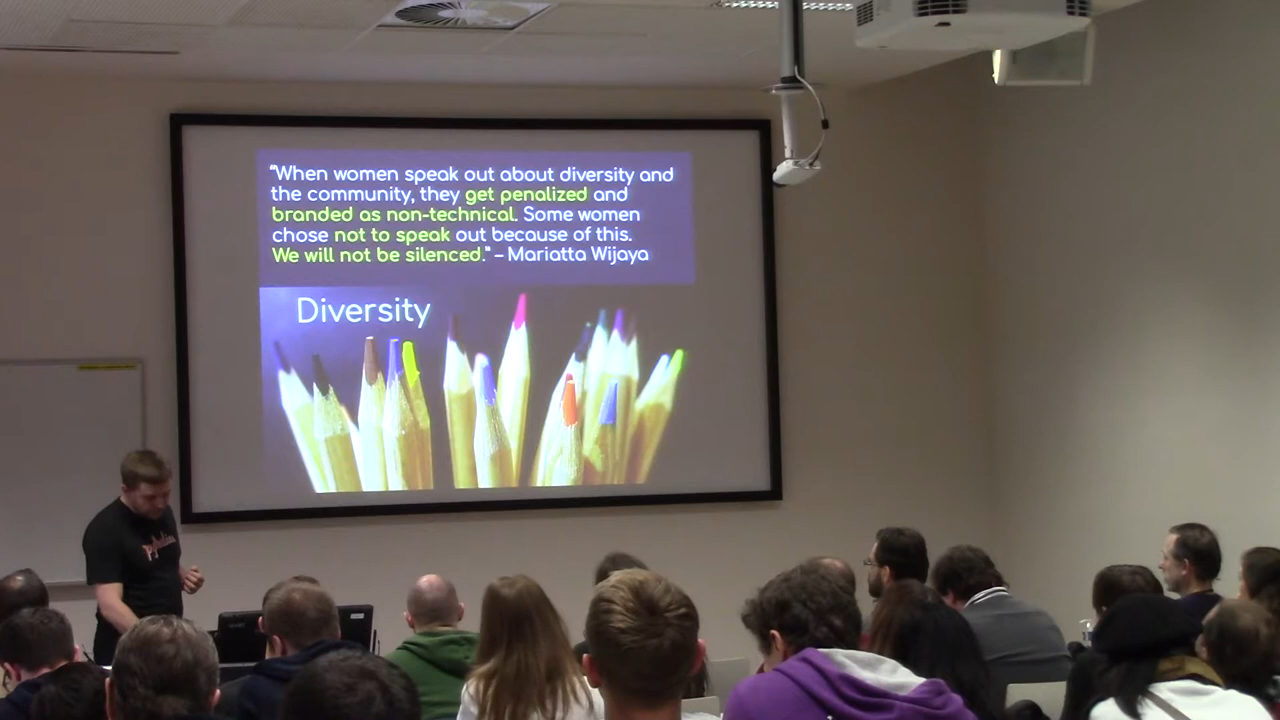 "When women speak out about diversity and
the community, they get penalized and
branded as non-technical. Some women
chose not to speak out because of this.
We will not be silenced." – Mariatta Wijaya
Diversity